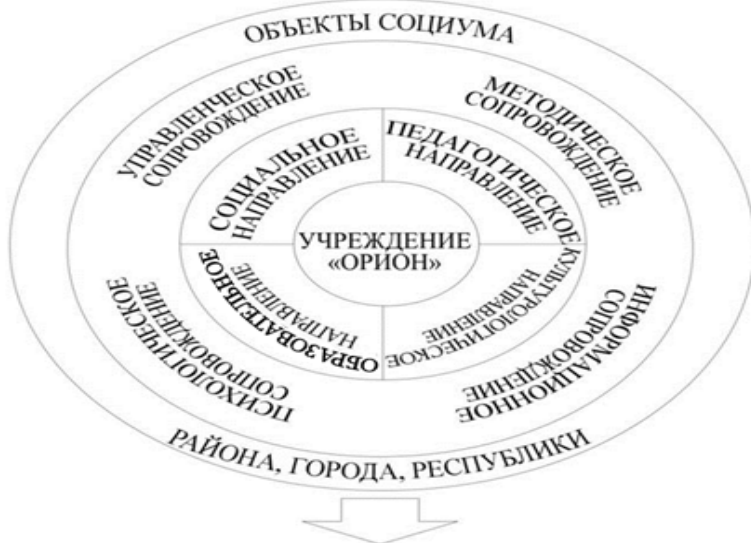 ОБЪЕКТЫ СОЦИУМА
УПРАВЛЕНЧЕСКОЕ
СОПРОВОЖДЕНИЕ
МЕТОДИЧЕСКОЕ
СОПРОВОЖДЕНИЕ
СОЦИАЛЬНОЕ
НАПРАВЛЕНИЕ
ПЕДАГОГИЧЕСКОЕ
НАПРАВЛЕНИЕ
УЧРЕЖДЕНИЕ
«ОРИОН»
ОБРАЗОВАТЕЛЬНОЕ
НАПРАВЛЕНИЕ
КУЛЬТУРОЛОГИЧЕСКОЕ
НАПРАВЛЕНИЕ
ПСИХОЛОГИЧЕСКОЕ
СОПРОВОЖДЕНИЕ
ИНФОРМАЦИОННОЕ
СОПРОВОЖДЕНИЕ
РАЙОНА, ГОРОДА, РЕСПУБЛИКИ